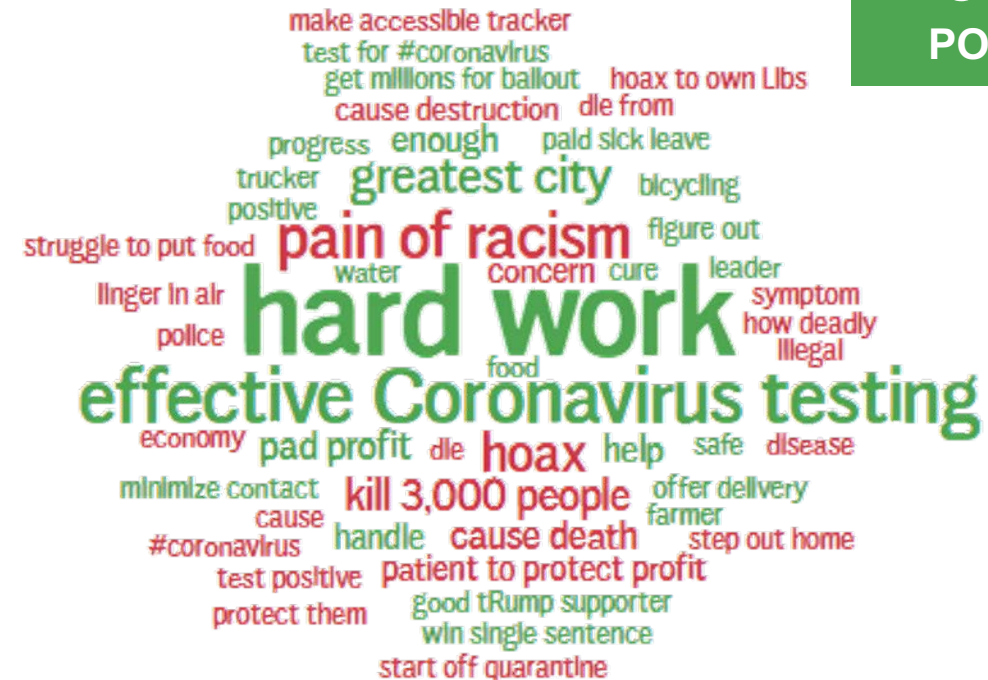 make accessible tracker
PO
test for #coronavirus
get millions for bailout hoax to own Libs
cause destruction die from
progress enough paid sick leave
trucker greatest city bicycling
positive
struggle to put food pain of racism figure out
water concern cure leader
linger in air hard work symptom
police how deadly
illegal
food
effective Coronavirus testing
economy pad profit die hoax help safe disease
minimize contact kill 3,000 people offer delivery
cause farmer
#coronavirus handle cause death step out home
test positive patient to protect profit
protect them good tRump supporter
win single sentence
start off quarantine